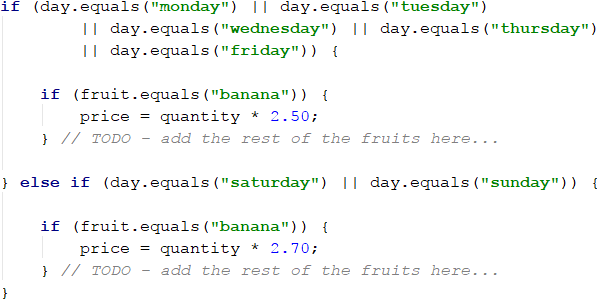 if (day.equals("monday") || day.equals("tuesday")
        || day.equals("wednesday") || day.equals("thursday")
        || day.equals("friday")) {
    if (fruit.equals("banana")) {
        price = quantity * 2.50;
    } // TODO - add the rest of the fruits here...
} else if (day.equals("saturday") || day.equals("sunday")) {
    if (fruit.equals("banana")) {
        price = quantity * 2.70;
    } // TODO - add the rest of the fruits here...
}